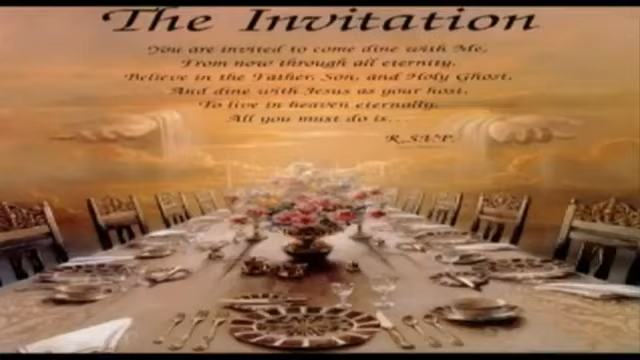 The Invitation
You are invited to come dine with Me,
From now through all eternity.
Believe in the Father, Son, and Holy Ghost,
And dine with Jesus as your host.
To live in heaven eternally,
All you must do is...
R.S.V.P.